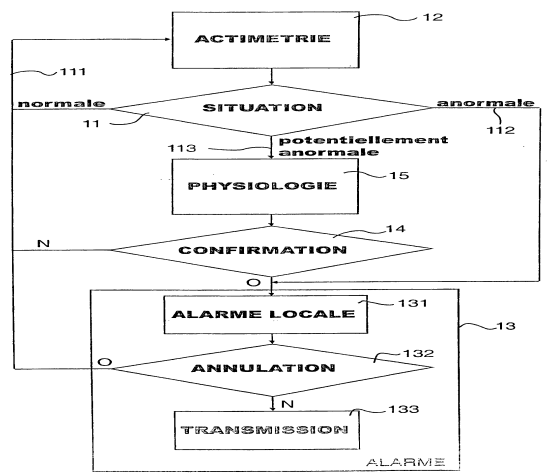 12
ACTIMETRIE
111
normale
SITUATION
anormale
11
112
113
potentiellement
anormale
15
PHYSIOLOGIE
14
N
CONFIRMATION
O
131
ALARME LOCALE
13
132
O
ANNULATION
N
133
TRANSMISSION
ALARME